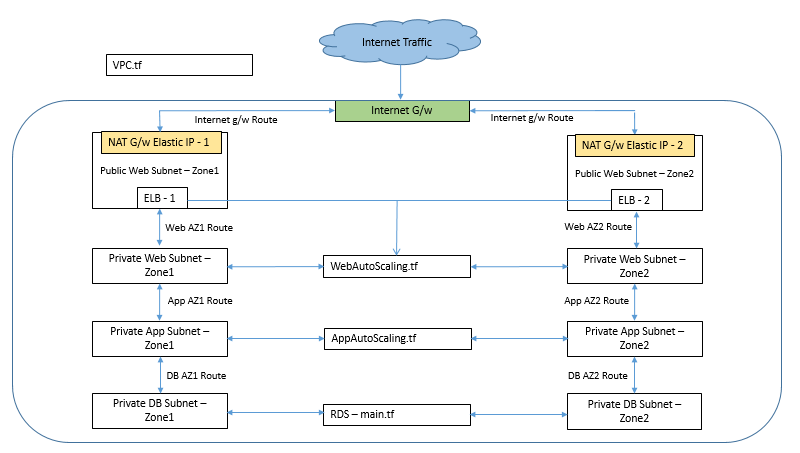 Internet Traffic
VPC.tf
Internet G/w
Internet g/w Route
Internet g/w Route
NAT G/w Elastic IP - 1
Public Web Subnet – Zone1
ELB - 1
NAT G/w Elastic IP - 2
Public Web Subnet – Zone2
ELB - 2
Web AZ1 Route
Web AZ2 Route
Private Web Subnet –
Zone1
WebAutoScaling.tf
Private Web Subnet –
Zone2
App AZ1 Route
App AZ2 Route
Private App Subnet –
Zone1
AppAutoScaling.tf
Private App Subnet –
Zone2
DB AZ1 Route
DB AZ2 Route
Private DB Subnet –
Zone1
RDS – main.tf
Private DB Subnet –
Zone2